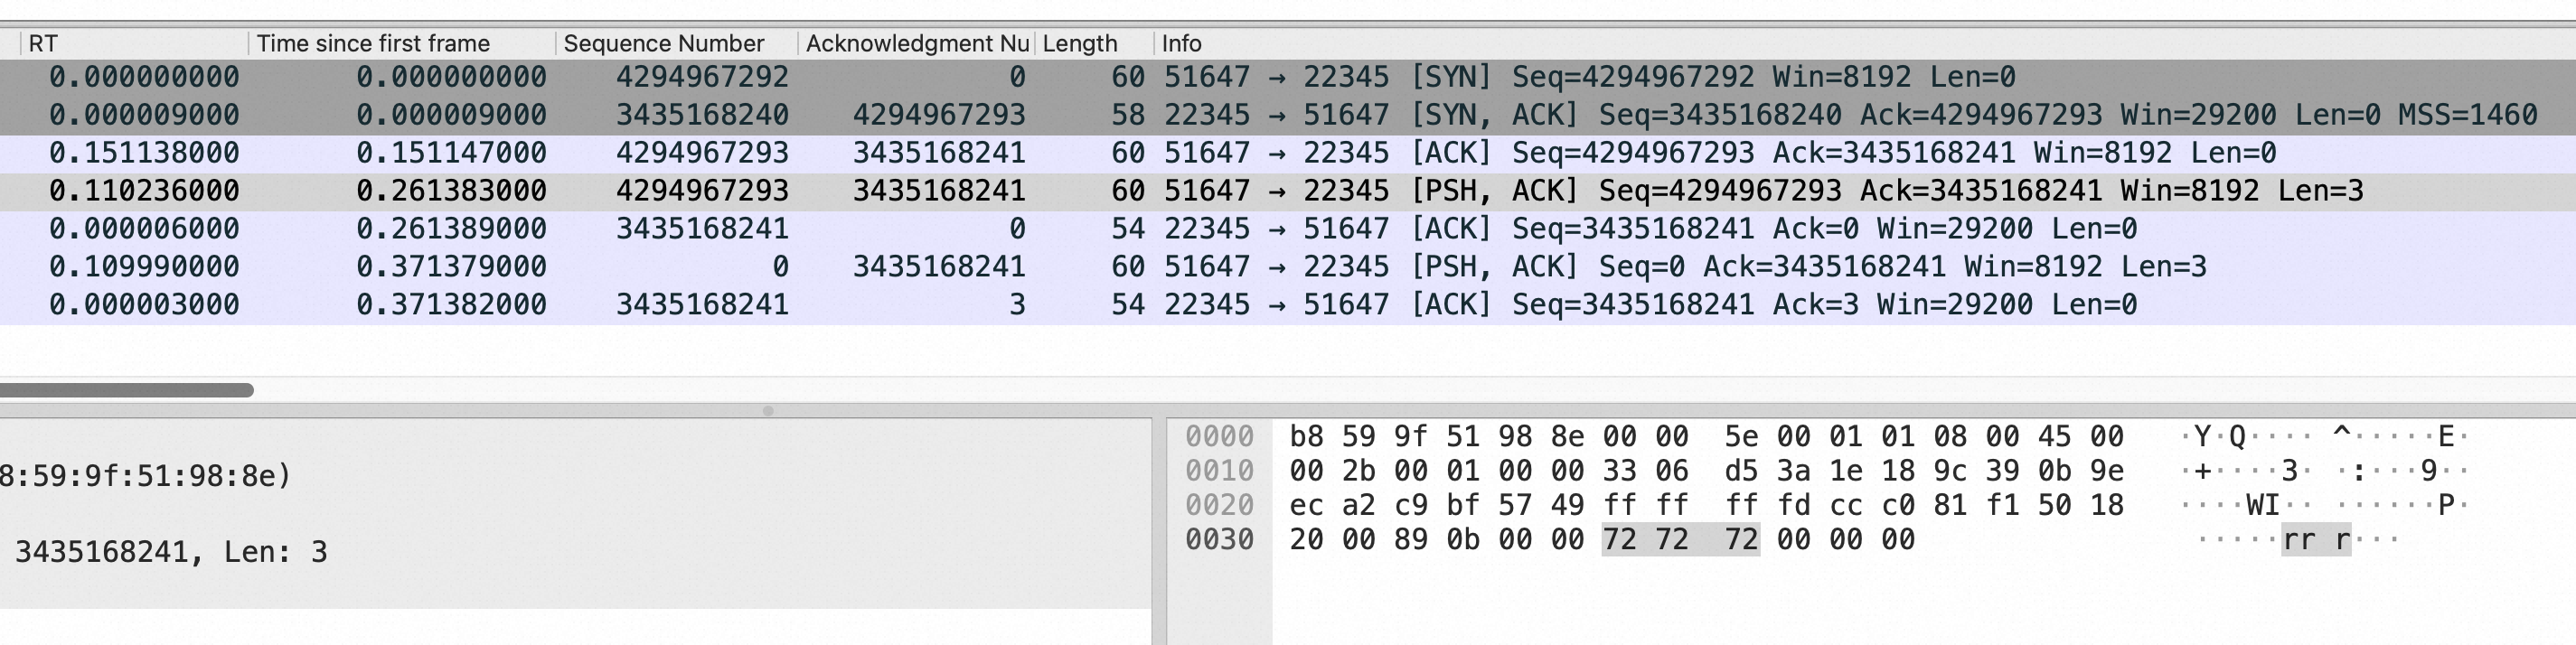 RT Time since first frame Sequence Number Acknowledgment Nu Length Info
0.000000000 0.000000000 4294967292 0 60 51647 → 22345 [SYN] Seq=4294967292 Win=8192 Len=0
0.000009000 0.000009000 3435168240 4294967293 58 22345 → 51647 [SYN, ACK] Seq=3435168240 Ack=4294967293 Win=29200 Len=0 MSS=1460
0.151138000 0.151147000 4294967293 3435168241 60 51647 → 22345 [ACK] Seq=4294967293 Ack=3435168241 Win=8192 Len=0
0.110236000 0.261383000 4294967293 3435168241 60 51647 → 22345 [PSH, ACK] Seq=4294967293 Ack=3435168241 Win=8192 Len=3
0.000006000 0.261389000 3435168241 0 54 22345 → 51647 [ACK] Seq=3435168241 Ack=0 Win=29200 Len=0
0.109990000 0.371379000 0 3435168241 60 51647 → 22345 [PSH, ACK] Seq=0 Ack=3435168241 Win=8192 Len=3
0.000003000 0.371382000 3435168241 3 54 22345 → 51647 [ACK] Seq=3435168241 Ack=3 Win=29200 Len=0
8:59:9f:51:98:8e)
3435168241, Len: 3
0000 b8 59 9f 51 98 8e 00 00 5e 00 01 01 08 00 45 00 ·Y·Q···· ^·····E·
0010 00 2b 00 01 00 00 33 06 d5 3a 1e 18 9c 39 0b 9e ·+····3· ·:···9··
0020 ec a2 c9 bf 57 49 ff ff ff fd cc c0 81 f1 50 18 ····WI·· ······P·
0030 20 00 89 0b 00 00 72 72 72 00 00 00 ·····rr r···